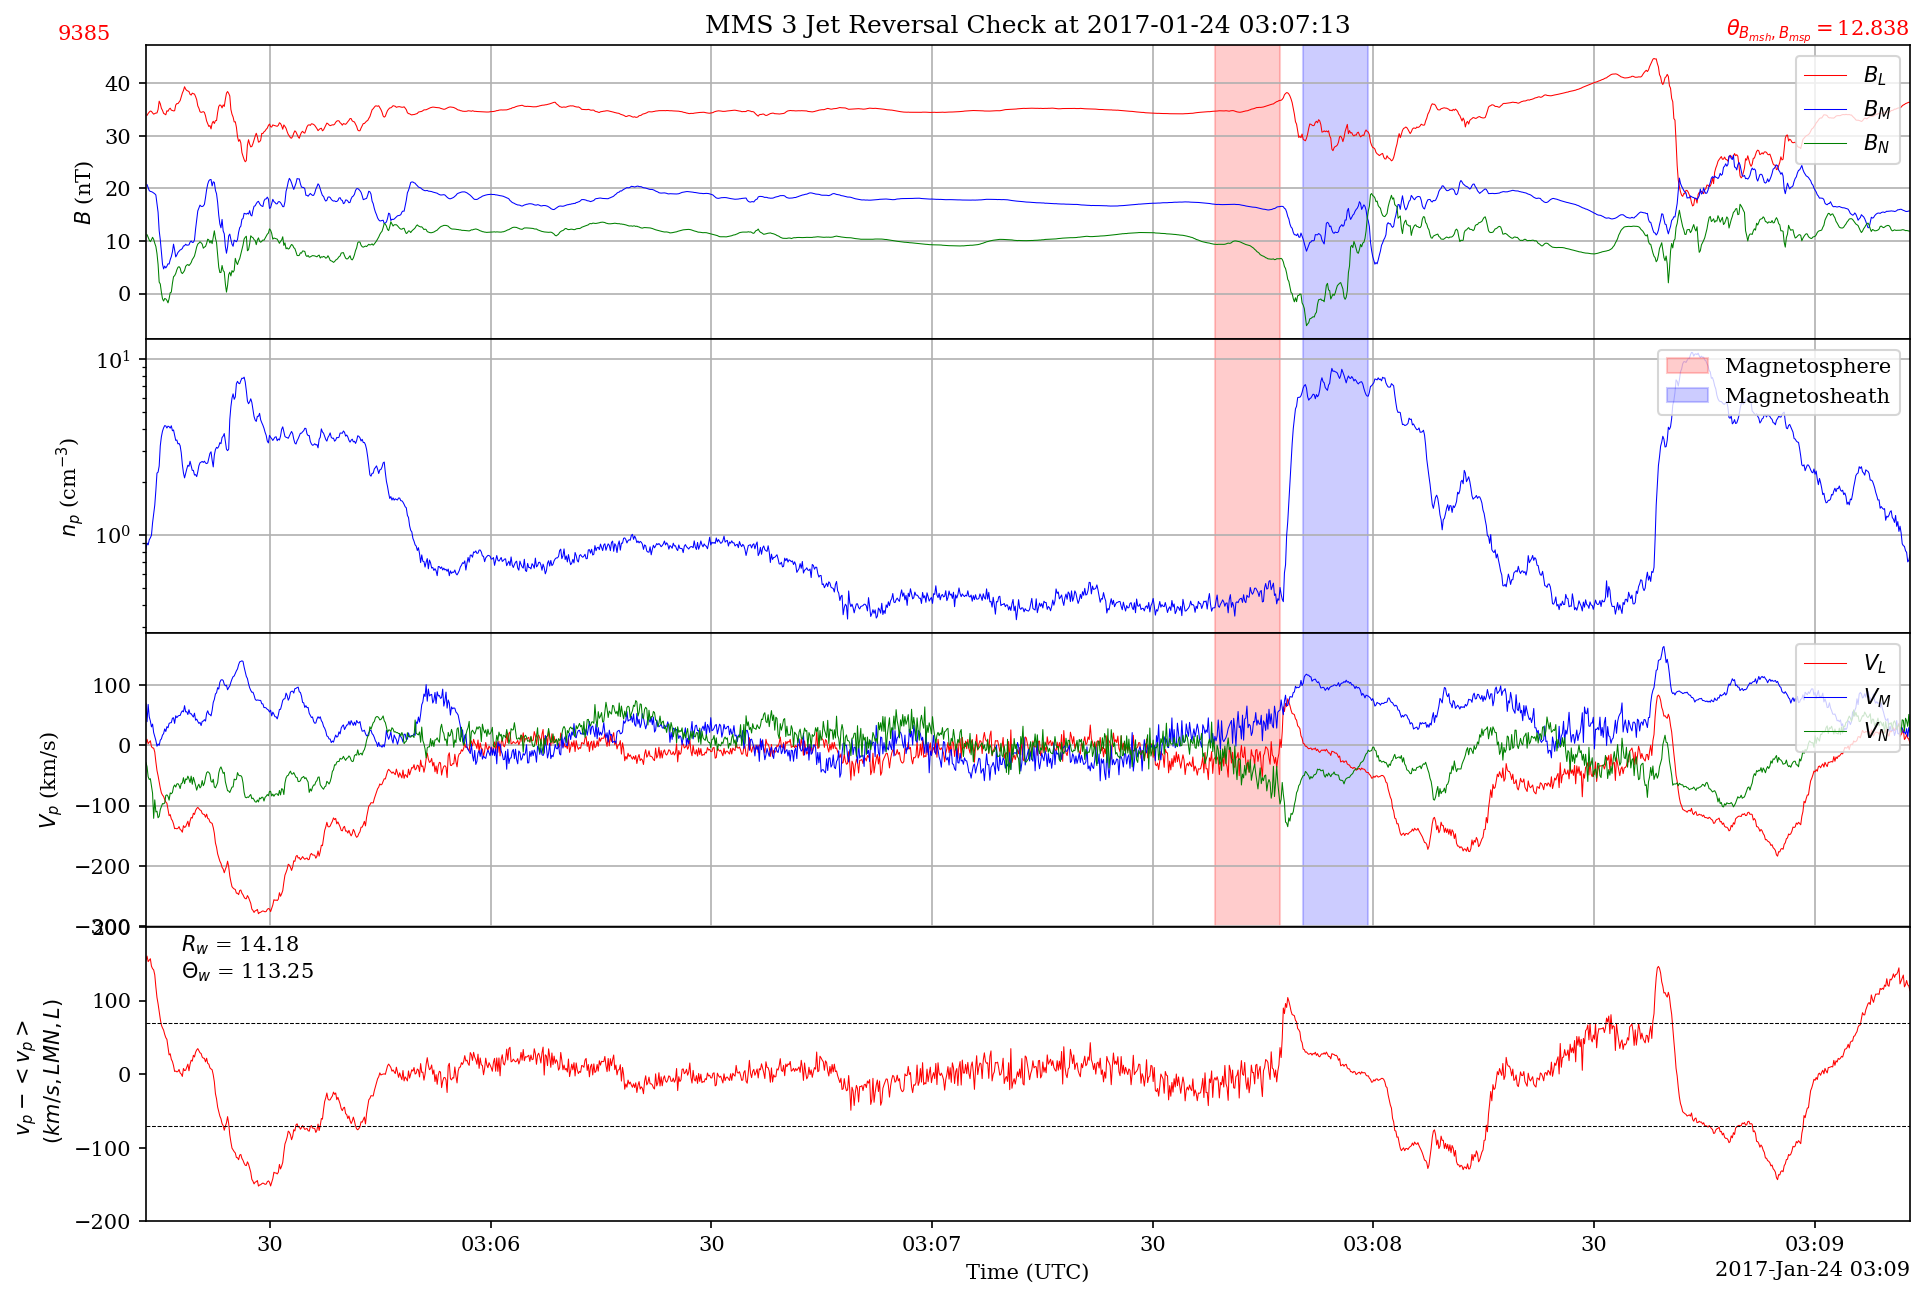 MMS 3 Jet Reversal Check at 2017-01-24 03:07:13
9385
θ_{B_{msh}, B_{msp}} = 12.838
40
30
20
10
0
B (nT)
B_L
B_M
B_N
10^1
10^0
n_p (cm^{-3})
Magnetosphere
Magnetosheath
100
0
−100
−200
−300
V_p (km/s)
V_L
V_M
V_N
200
100
0
−100
−200
v_p − < v_p >
(km/s, LMN, L)
R_w = 14.18
Θ_w = 113.25
30 03:06 30 03:07 30 03:08 30 03:09
Time (UTC)
2017-Jan-24 03:09